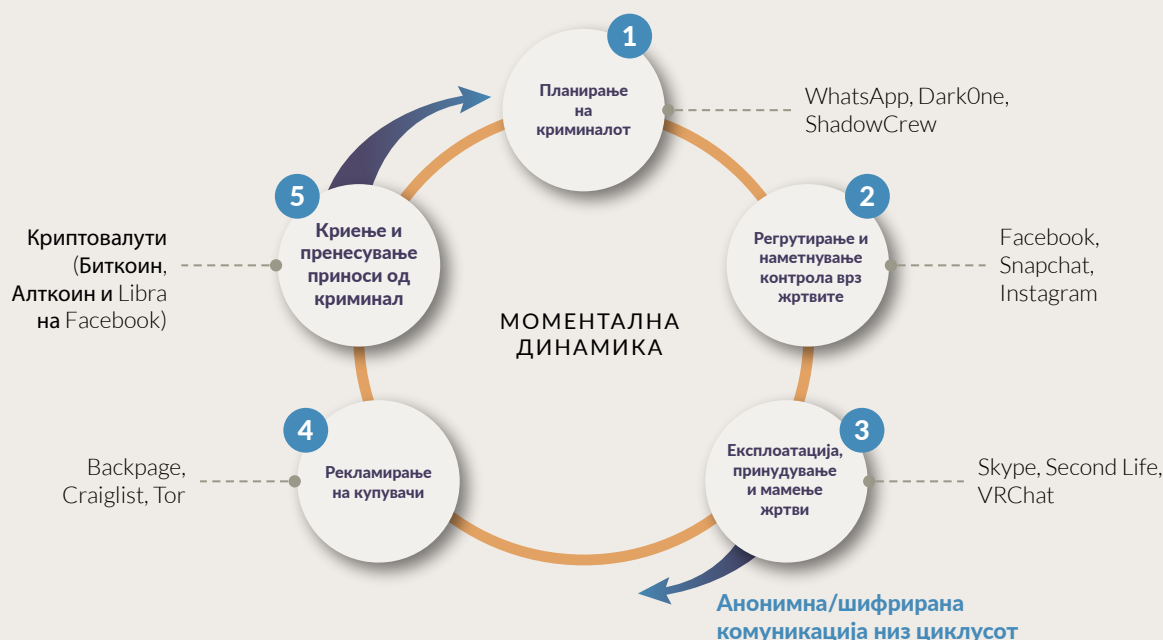 1
Планирање
на
криминалот
WhatsApp, Dark0ne,
ShadowCrew
2
Регрутирање и
наметнување
контрола врз
жртвите
Facebook,
Snapchat,
Instagram
3
Експлоатација,
принудување
и мамење
жртви
Skype, Second Life,
VRChat
4
Рекламирање
на купувачи
Backpage,
Craiglist, Tor
5
Криење и
пренесување
приноси од
криминал
Криптовалути
(Биткоин,
Алткоин и Libra
на Facebook)
МОМЕНТАЛНА
ДИНАМИКА
Анонимна/шифрирана
комуникација низ циклусот